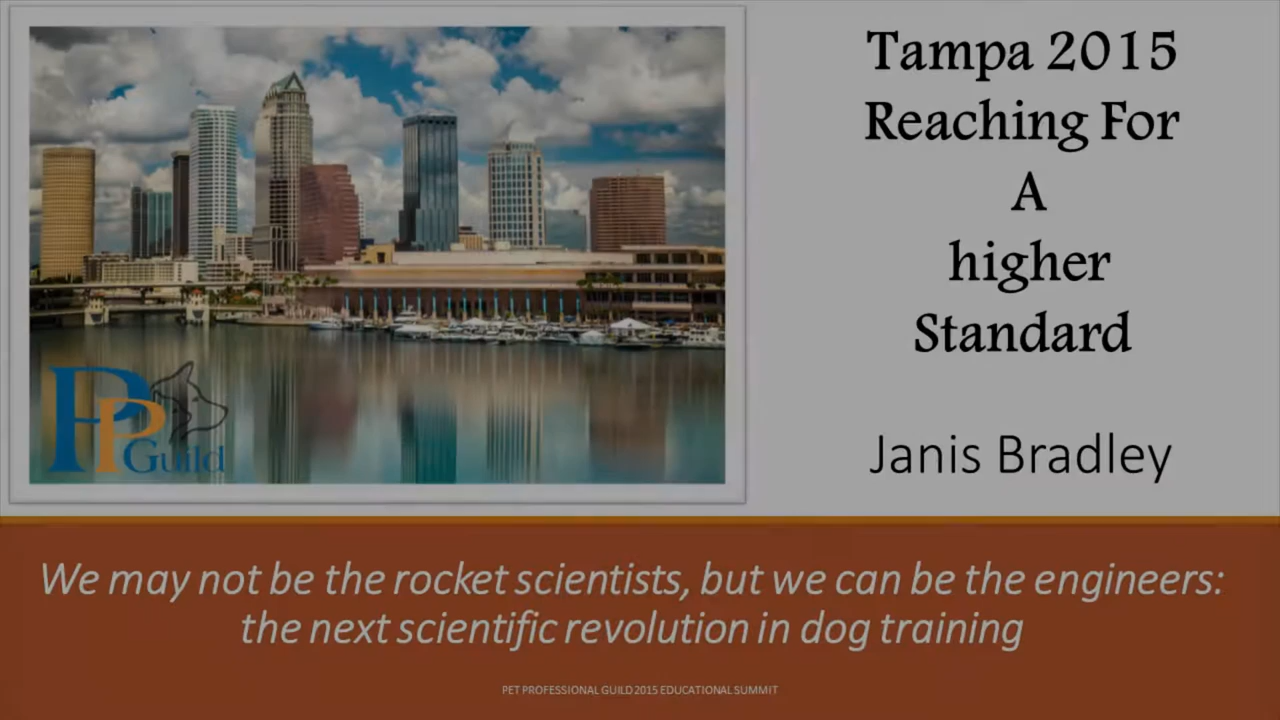 Tampa 2015
Reaching For
A
higher
Standard
Janis Bradley
PP
Guild
We may not be the rocket scientists, but we can be the engineers:
the next scientific revolution in dog training
PET PROFESSIONAL GUILD 2015 EDUCATIONAL SUMMIT